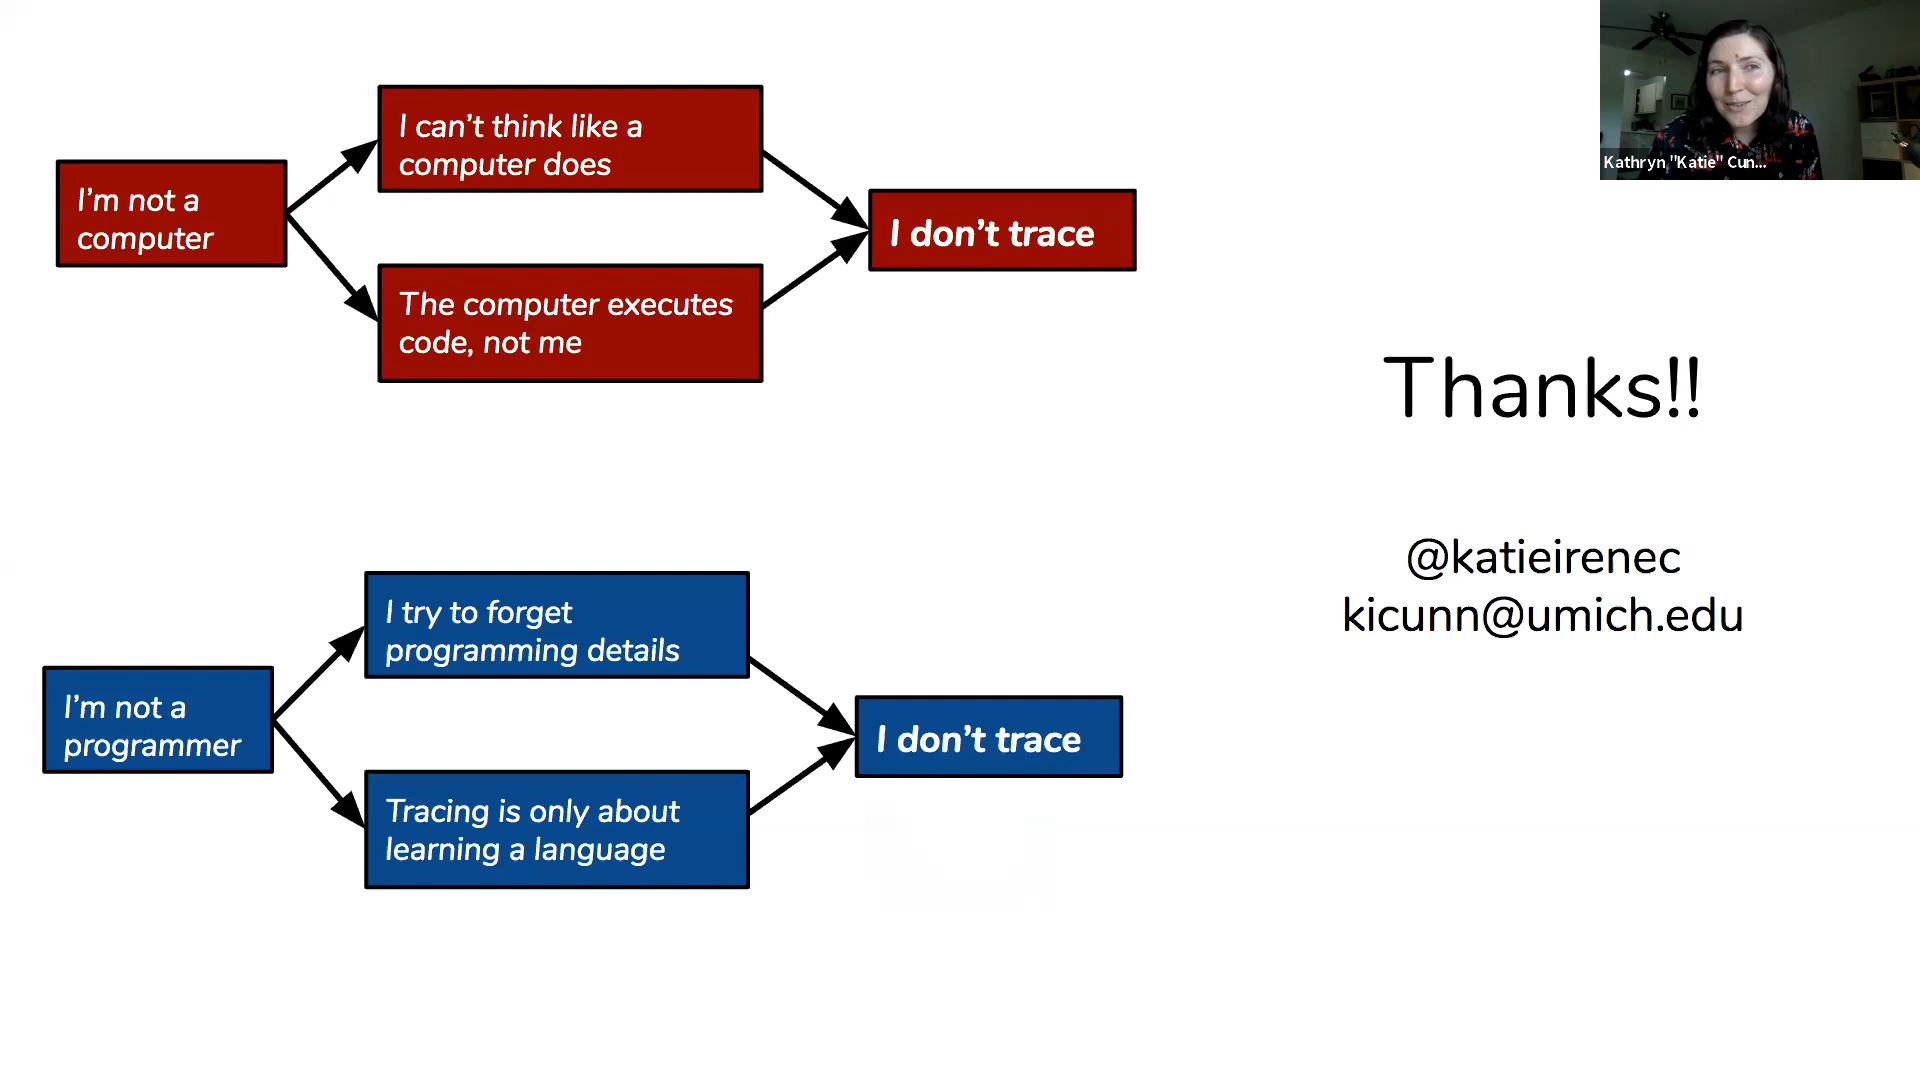 I'm not a
computer
I can't think like a
computer does
The computer executes
code, not me
I don't trace
I'm not a
programmer
I try to forget
programming details
Tracing is only about
learning a language
I don't trace
Thanks!!
@katieirenec
kicunn@umich.edu
Kathryn "Katie" Cun...